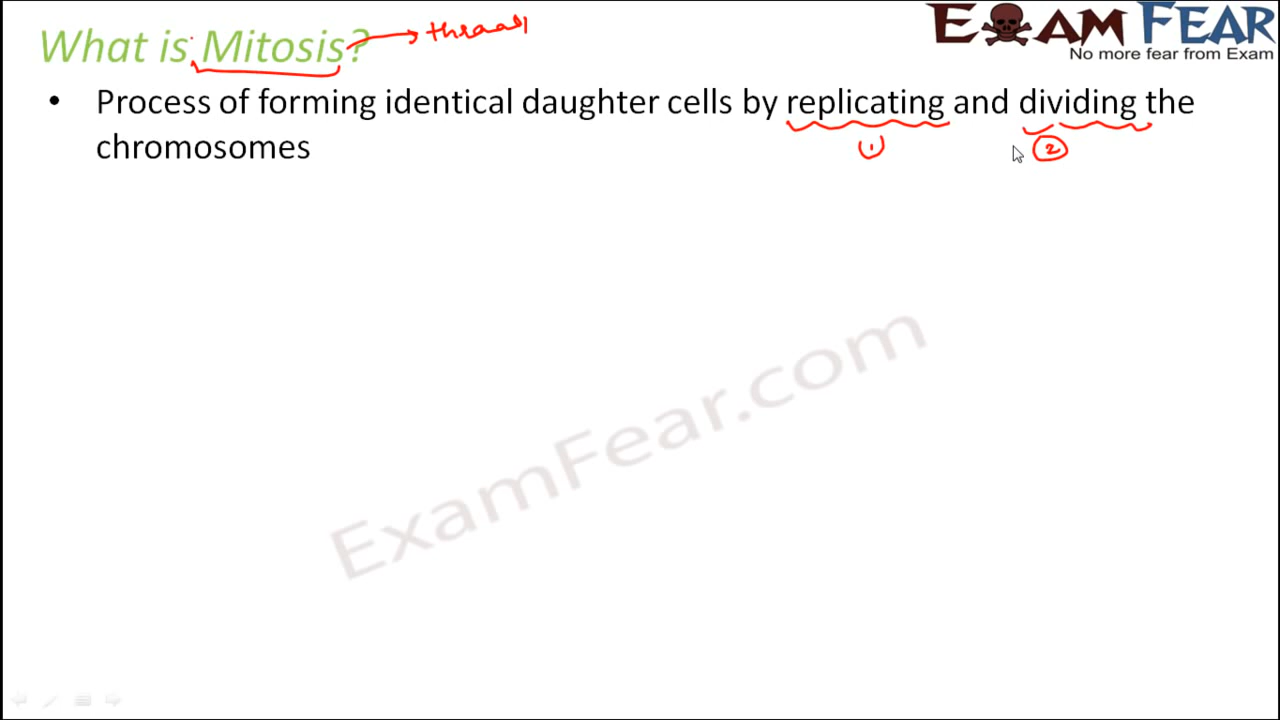 What is Mitosis?
EXAM FEAR
No more fear from Exam
• Process of forming identical daughter cells by replicating and dividing the
chromosomes
1
2
ExamFear.com